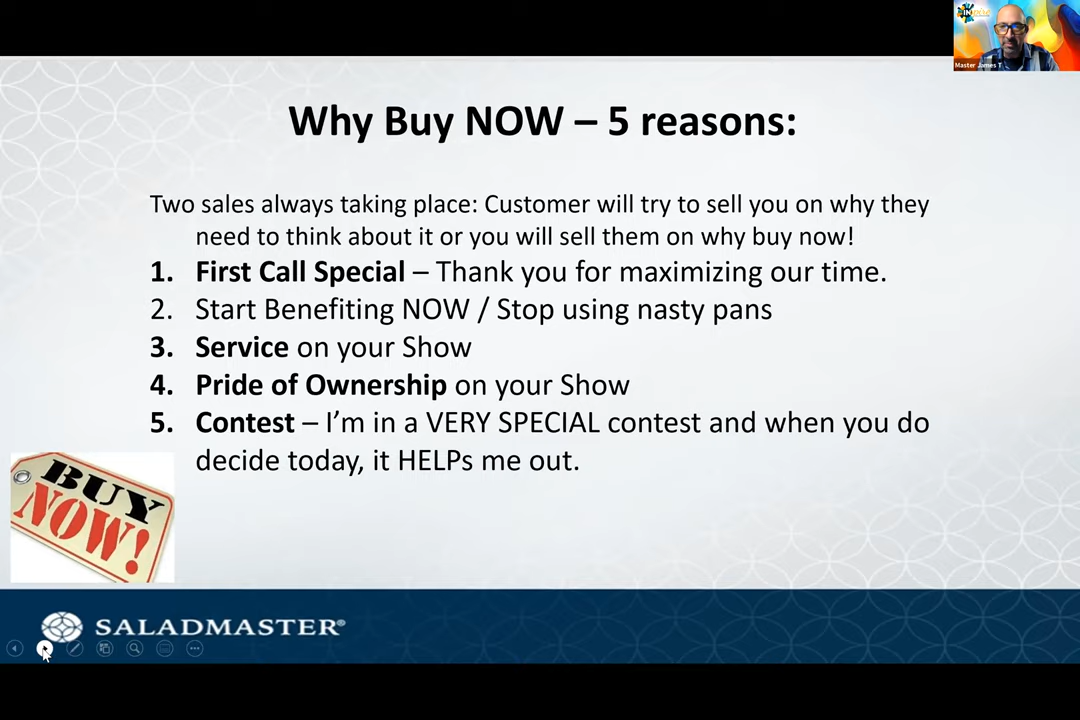 Master James T
Why Buy NOW – 5 reasons:
Two sales always taking place: Customer will try to sell you on why they
need to think about it or you will sell them on why buy now!
1. First Call Special – Thank you for maximizing our time.
2. Start Benefiting NOW / Stop using nasty pans
3. Service on your Show
4. Pride of Ownership on your Show
5. Contest – I'm in a VERY SPECIAL contest and when you do
decide today, it HELPs me out.
BUY
NOW!
SALADMASTER®